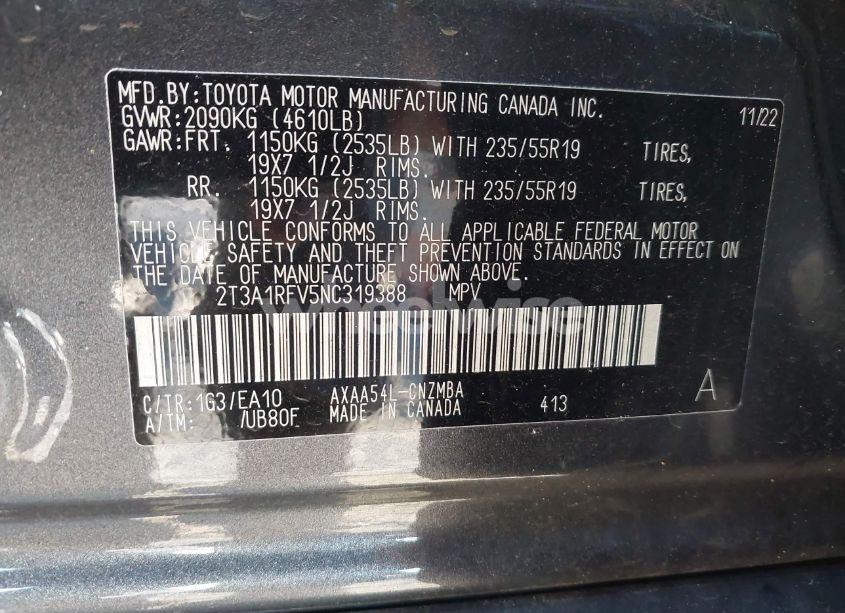 MFD.BY:TOYOTA MOTOR MANUFACTURING CANADA INC. 11/22
GVWR:2090KG (4610LB)
GAWR:FRT. 1150KG (2535LB) WITH 235/55R19 TIRES,
19X7 1/2J RIMS.
RR. 1150KG (2535LB) WITH 235/55R19 TIRES,
19X7 1/2J RIMS.
THIS VEHICLE CONFORMS TO ALL APPLICABLE FEDERAL MOTOR
VEHICLE SAFETY AND THEFT PREVENTION STANDARDS IN EFFECT ON
THE DATE OF MANUFACTURE SHOWN ABOVE.
2T3A1RFV5NC319388 MPV
wheelwise
C/TR:1G3/EA10 AXAA54L-CNZMBA A
A/TM: /UB80F MADE IN CANADA 413